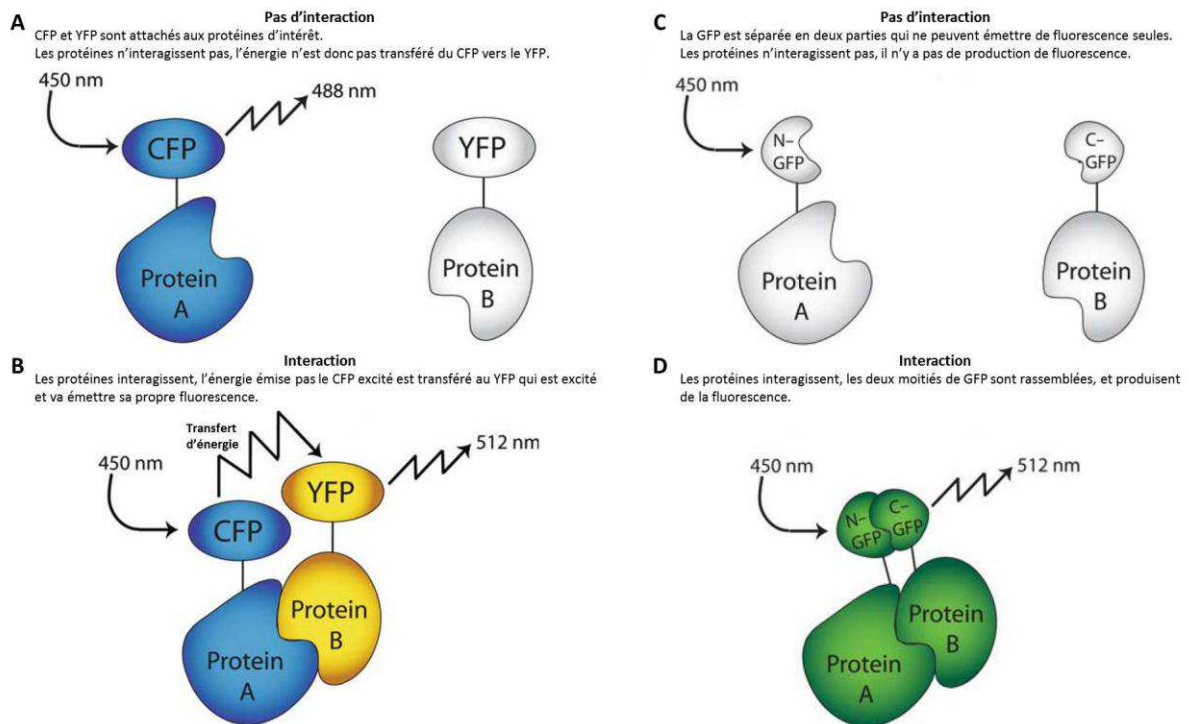 A
Pas d'interaction
CFP et YFP sont attachés aux protéines d'intérêt.
Les protéines n'interagissent pas, l'énergie n'est donc pas transféré du CFP vers le YFP.
450 nm
488 nm
CFP
YFP
Protein
A
Protein
B
B
Interaction
Les protéines interagissent, l'énergie émise pas le CFP excité est transféré au YFP qui est excité
et va émettre sa propre fluorescence.
Transfert
d'énergie
450 nm
512 nm
YFP
CFP
Protein
B
Protein
A
C
Pas d'interaction
La GFP est séparée en deux parties qui ne peuvent émettre de fluorescence seules.
Les protéines n'interagissent pas, il n'y a pas de production de fluorescence.
450 nm
N-
GFP
C-
GFP
Protein
A
Protein
B
D
Interaction
Les protéines interagissent, les deux moitiés de GFP sont rassemblées, et produisent
de la fluorescence.
450 nm
512 nm
N-
GFP
C-
GFP
Protein
B
Protein
A